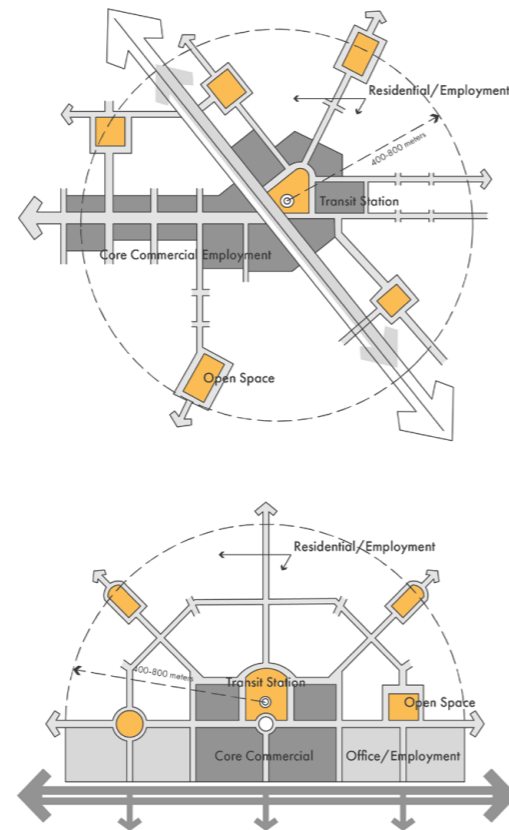 Residential/Employment
400-800 meters
Transit Station
Core Commercial Employment
Open Space
Residential/Employment
400-800 meters
Transit Station
Open Space
Core Commercial
Office/Employment